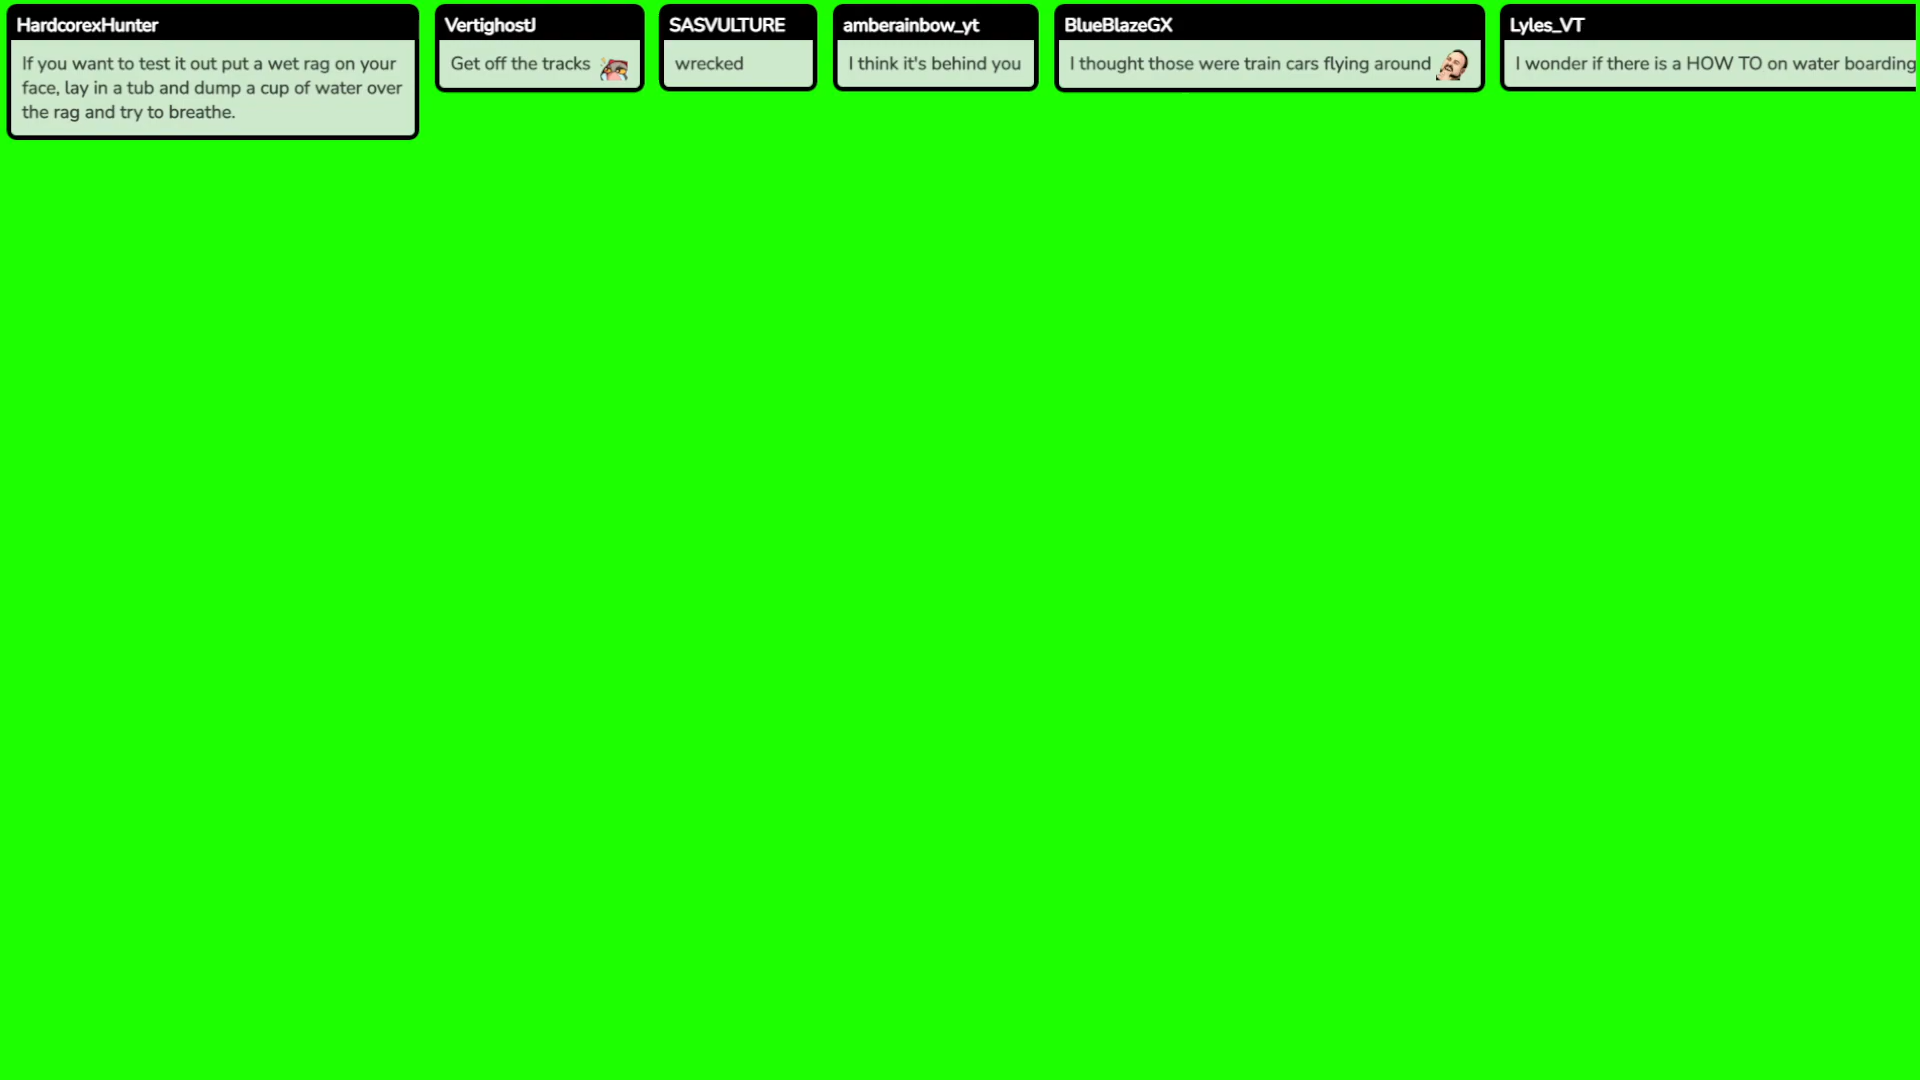 HardcorexHunter
If you want to test it out put a wet rag on your
face, lay in a tub and dump a cup of water over
the rag and try to breathe.
VertighostJ
Get off the tracks
SASVULTURE
wrecked
amberainbow_yt
I think it's behind you
BlueBlazeGX
I thought those were train cars flying around
Lyles_VT
I wonder if there is a HOW TO on water boarding